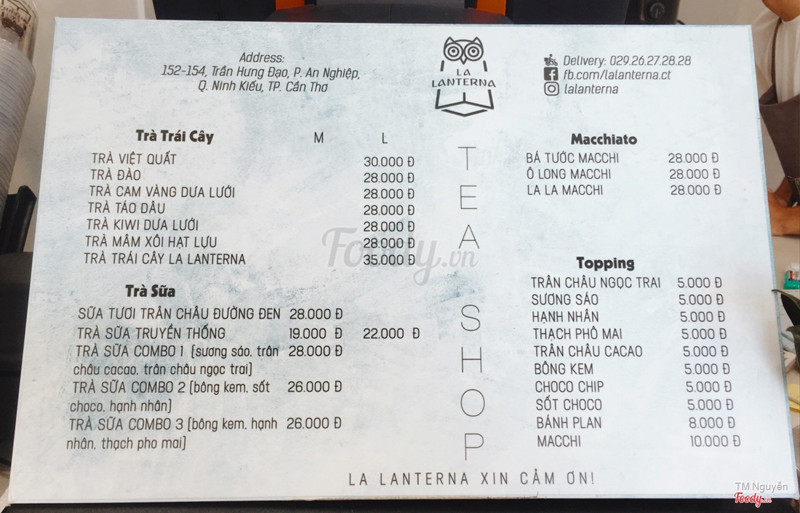 Address:
152-154, Trần Hưng Đạo, P. An Nghiệp,
Q. Ninh Kiều, TP. Cần Thơ
LA
LANTERNA
Delivery: 029.26.27.28.28
fb.com/lalanterna.ct
lalanterna
Trà Trái Cây M L
TRÀ VIỆT QUẤT 30.000 Đ
TRÀ ĐÀO 28.000 Đ
TRÀ CAM VÀNG DƯA LƯỚI 28.000 Đ
TRÀ TÁO DÂU 28.000 Đ
TRÀ KIWI DƯA LƯỚI 28.000 Đ
TRÀ MÂM XÔI HẠT LỰU 28.000 Đ
TRÀ TRÁI CÂY LA LANTERNA 35.000 Đ
Trà Sữa
SỮA TƯƠI TRÂN CHÂU ĐƯỜNG ĐEN 28.000 Đ
TRÀ SỮA TRUYỀN THỐNG 19.000 Đ 22.000 Đ
TRÀ SỮA COMBO 1 (sương sáo, trân 28.000 Đ
châu cacao, trân châu ngọc trai)
TRÀ SỮA COMBO 2 (bông kem, sốt 26.000 Đ
choco, hạnh nhân)
TRÀ SỮA COMBO 3 (bông kem, hạnh 26.000 Đ
nhân, thạch pho mai)
TEA SHOP
Macchiato
BÁ TƯỚC MACCHI 28.000 Đ
Ô LONG MACCHI 28.000 Đ
LA LA MACCHI 28.000 Đ
Topping
TRÂN CHÂU NGỌC TRAI 5.000 Đ
SƯƠNG SÁO 5.000 Đ
HẠNH NHÂN 5.000 Đ
THẠCH PHÔ MAI 5.000 Đ
TRÂN CHÂU CACAO 5.000 Đ
BÔNG KEM 5.000 Đ
CHOCO CHIP 5.000 Đ
SỐT CHOCO 5.000 Đ
BÁNH PLAN 8.000 Đ
MACCHI 10.000 Đ
LA LANTERNA XIN CẢM ƠN!
Foody.vn
TM Nguyễn
Foody.vn